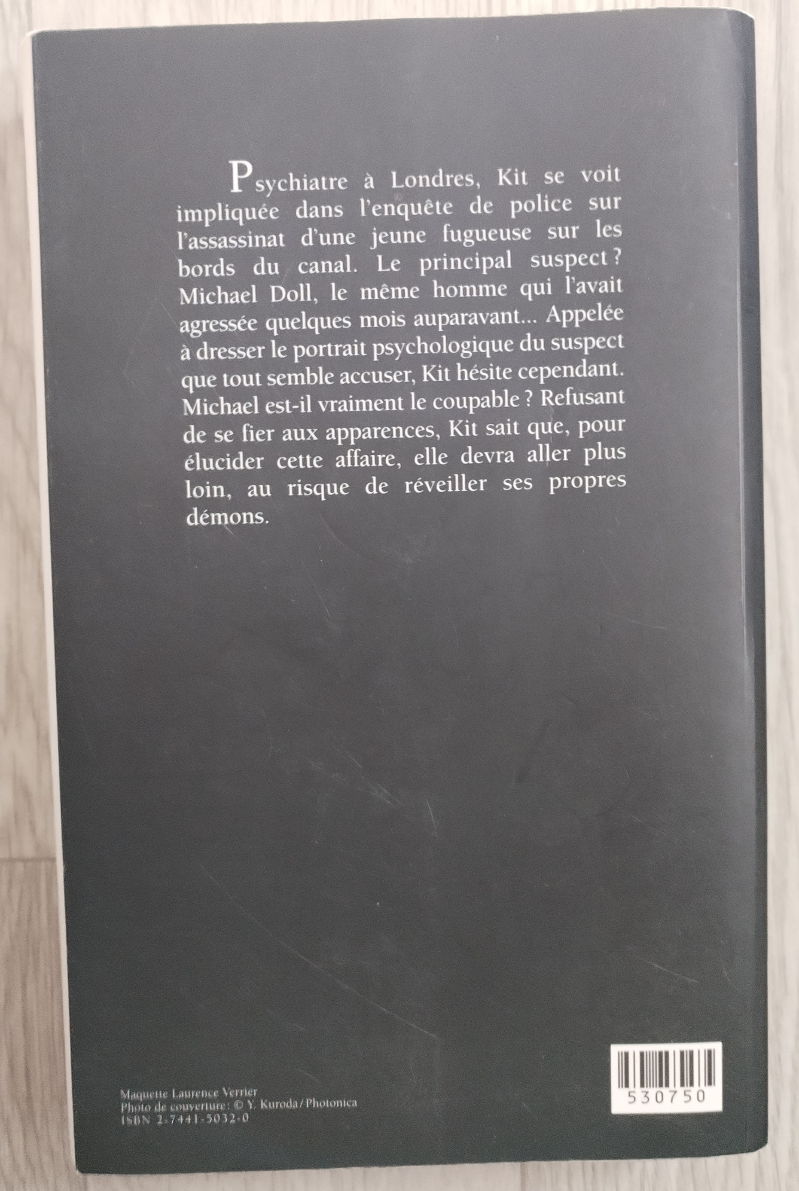 Psychiatre à Londres, Kit se voit
impliquée dans l'enquête de police sur
l'assassinat d'une jeune fugueuse sur les
bords du canal. Le principal suspect ?
Michael Doll, le même homme qui l'avait
agressée quelques mois auparavant... Appelée
à dresser le portrait psychologique du suspect
que tout semble accuser, Kit hésite cependant.
Michael est-il vraiment le coupable ? Refusant
de se fier aux apparences, Kit sait que, pour
élucider cette affaire, elle devra aller plus
loin, au risque de réveiller ses propres
démons.
Maquette Laurence Verrier
Photo de couverture : © Y. Kuroda / Photonica
ISBN 2-7441-5032-0
530750